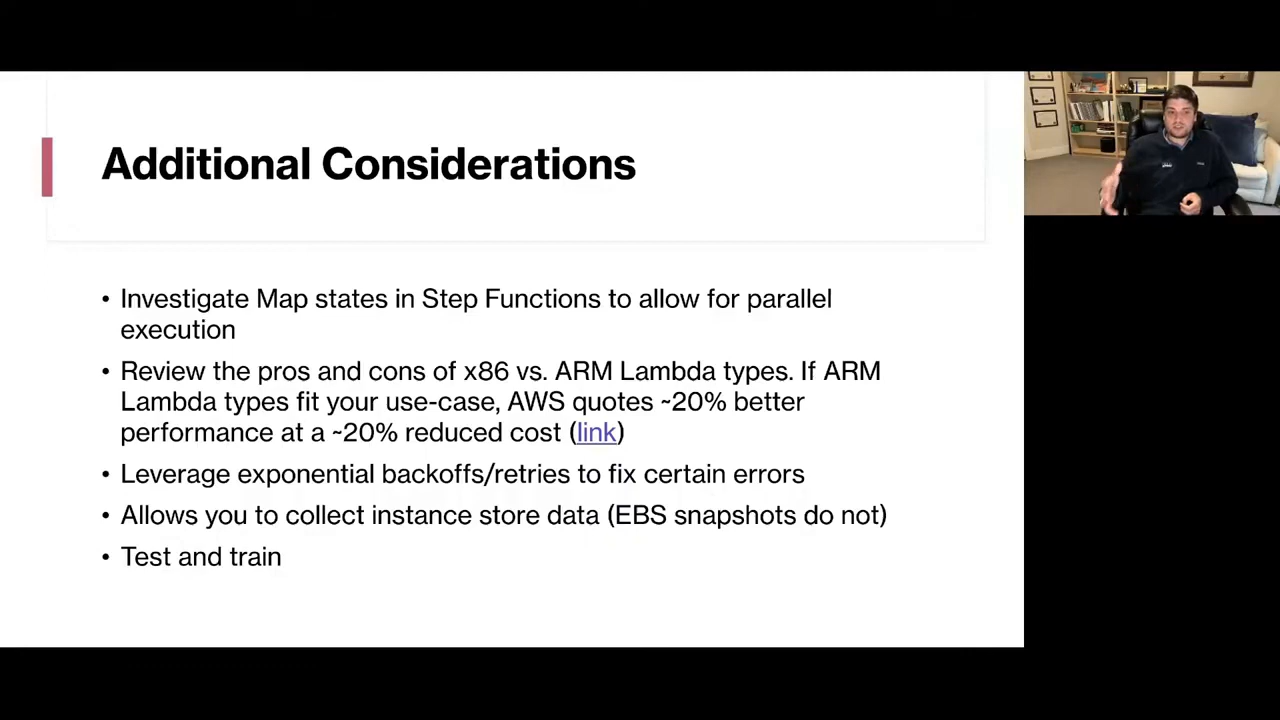 Additional Considerations
• Investigate Map states in Step Functions to allow for parallel
execution
• Review the pros and cons of x86 vs. ARM Lambda types. If ARM
Lambda types fit your use-case, AWS quotes ~20% better
performance at a ~20% reduced cost (link)
• Leverage exponential backoffs/retries to fix certain errors
• Allows you to collect instance store data (EBS snapshots do not)
• Test and train